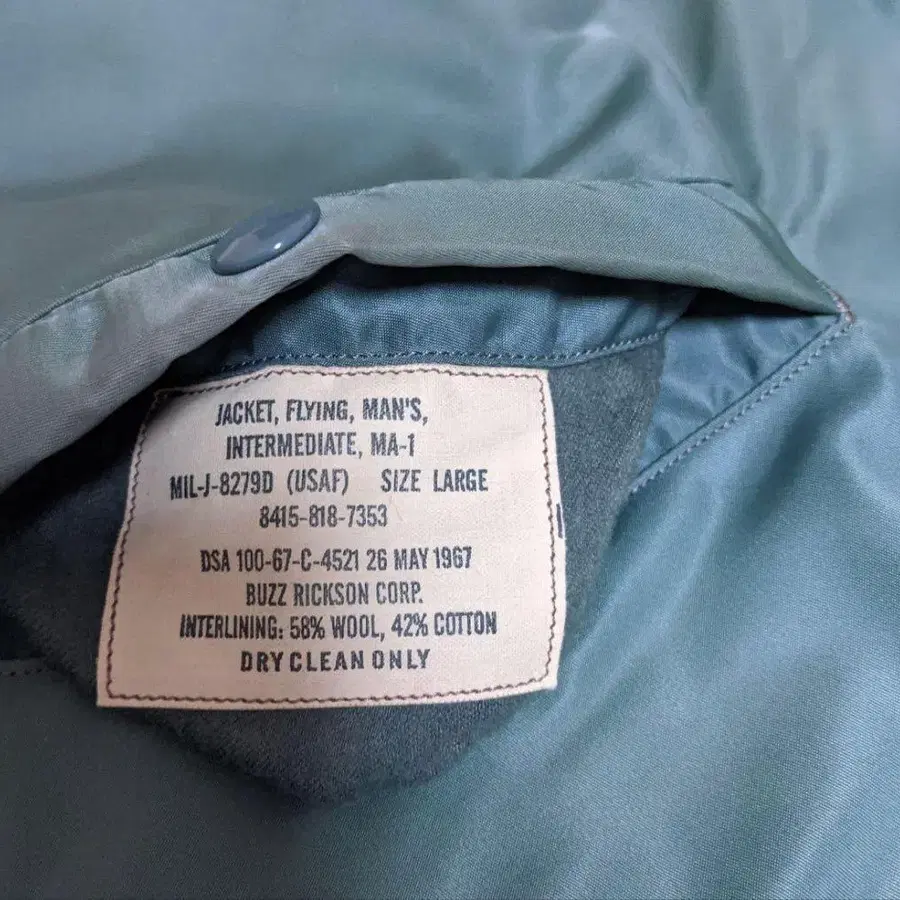 JACKET, FLYING, MAN'S,
INTERMEDIATE, MA-1
MIL-J-8279D (USAF) SIZE LARGE
8415-818-7353
DSA 100-67-C-4521 26 MAY 1967
BUZZ RICKSON CORP.
INTERLINING: 58% WOOL, 42% COTTON
DRY CLEAN ONLY